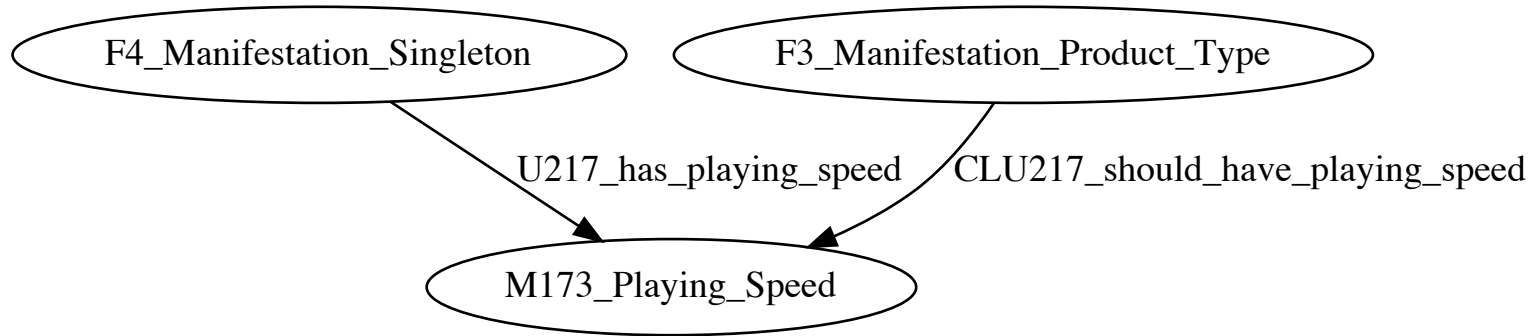 F4_Manifestation_Singleton
F3_Manifestation_Product_Type
U217_has_playing_speed
CLU217_should_have_playing_speed
M173_Playing_Speed